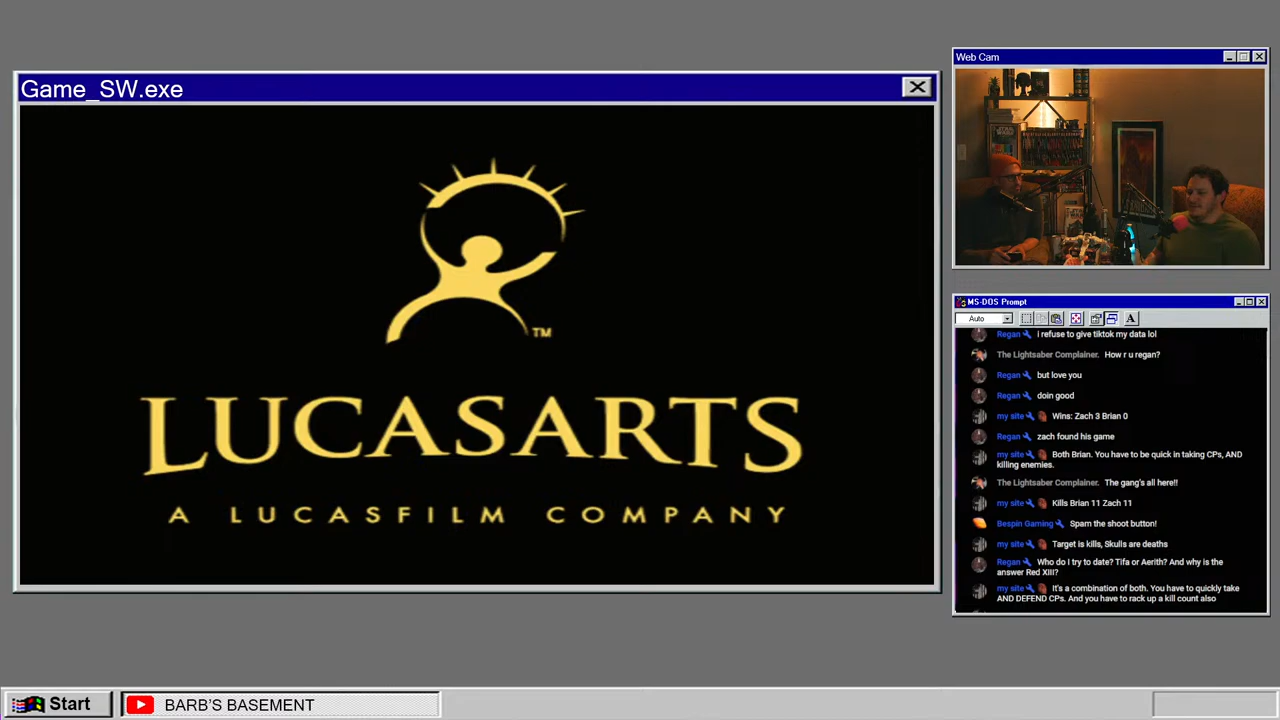 Game_SW.exe
TM
LUCASARTS
A LUCASFILM COMPANY
Web Cam
MS-DOS Prompt
Auto
A
Regan i refuse to give tiktok my data lol
The Lightsaber Complainer. How r u regan?
Regan but love you
Regan doin good
my site Wins: Zach 3 Brian 0
Regan zach found his game
my site Both Brian. You have to be quick in taking CPs, AND
killing enemies.
The Lightsaber Complainer. The gang's all here!!
my site Kills Brian 11 Zach 11
Bespin Gaming Spam the shoot button!
my site Target is kills, Skulls are deaths
Regan Who do I try to date? Tifa or Aerith? And why is the
answer Red XIII?
my site It's a combination of both. You have to quickly take
AND DEFEND CPs. And you have to rack up a kill count also
Start
BARB'S BASEMENT